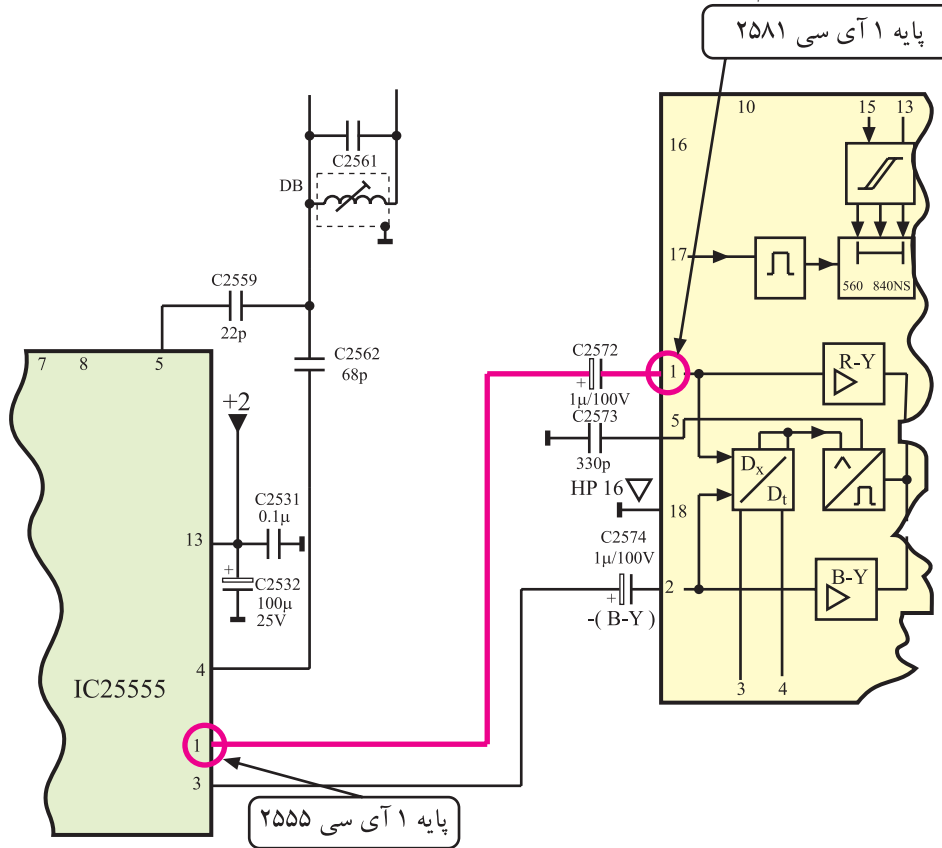 پایه ۱ آی سی ۲۵۸۱
10
15
13
16
C2561
DB
17
560
840NS
C2559
22p
C2562
68p
7
8
5
C2572
+
1µ/100V
1
R-Y
C2573
330p
5
+2
Dx
Dt
HP 16
18
C2531
0.1µ
13
+
C2532
100µ
25V
C2574
1µ/100V
+
-( B-Y )
2
B-Y
4
IC25555
3
4
1
3
پایه ۱ آی سی ۲۵۵۵